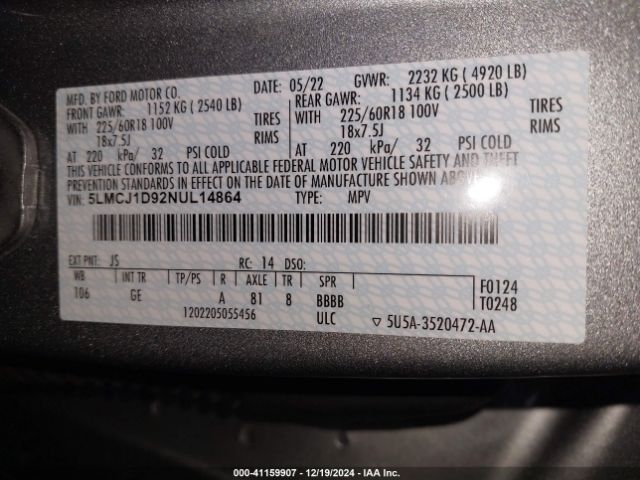 MFD. BY FORD MOTOR CO. DATE: 05/22 GVWR: 2232 KG ( 4920 LB)
FRONT GAWR: 1152 KG ( 2540 LB) REAR GAWR: 1134 KG ( 2500 LB)
WITH 225/60R18 100V TIRES WITH 225/60R18 100V TIRES
18x7.5J RIMS 18x7.5J RIMS
AT 220 kPa/ 32 PSI COLD AT 220 kPa/ 32 PSI COLD
THIS VEHICLE CONFORMS TO ALL APPLICABLE FEDERAL MOTOR VEHICLE SAFETY AND THEFT
PREVENTION STANDARDS IN EFFECT ON THE DATE OF MANUFACTURE SHOWN ABOVE.
VIN: 5LMCJ1D92NUL14864 TYPE: MPV
EXT PNT: JS RC: 14 DSO:
WB INT TR TP/PS R AXLE TR SPR F0124
106 GE A 81 8 BBBB T0248
1202205055456 ULC ▽ 5U5A-3520472-AA
000-41159907 - 12/19/2024 - IAA Inc.